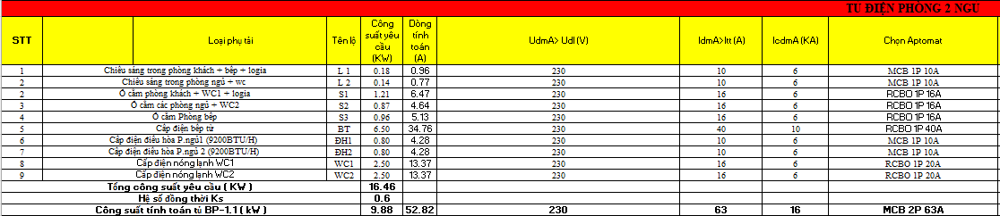 TỦ ĐIỆN PHÒNG 2 NGỦ
STT Loại phụ tải Tên lộ Công suất yêu cầu (KW) Dòng tính toán (A) UdmA> Udl (V) IdmA>Itt (A) IcdmA (KA) Chọn Aptomat
1 Chiếu sáng trong phòng khách + bếp + logia L 1 0.18 0.96 230 10 6 MCB 1P 10A
2 Chiếu sáng trong phòng ngủ + wc L 2 0.14 0.77 230 10 6 MCB 1P 10A
2 Ổ cắm phòng khách + WC1 + logia S1 1.21 6.47 230 16 6 RCBO 1P 16A
3 Ổ cắm các phòng ngủ + WC2 S2 0.87 4.64 230 16 6 RCBO 1P 16A
4 Ổ cắm Phòng bếp S3 0.96 5.13 230 16 6 RCBO 1P 16A
5 Cấp điện bếp từ BT 6.50 34.76 230 40 10 RCBO 1P 40A
6 Cấp điện điều hòa P.ngủ1 (9200BTU/H) ĐH1 0.80 4.28 230 10 6 MCB 1P 10A
7 Cấp điện điều hòa P.ngủ 2 (9200BTU/H) ĐH2 0.80 4.28 230 10 6 MCB 1P 10A
8 Cấp điện nóng lạnh WC1 WC1 2.50 13.37 230 16 6 RCBO 1P 20A
9 Cấp điện nóng lạnh WC2 WC2 2.50 13.37 230 16 6 RCBO 1P 20A
Tổng công suất yêu cầu ( KW ) 16.46
Hệ số đồng thời Ks 0.6
Công suất tính toán tủ BP-1.1 ( kW ) 9.88 52.82 230 63 16 MCB 2P 63A